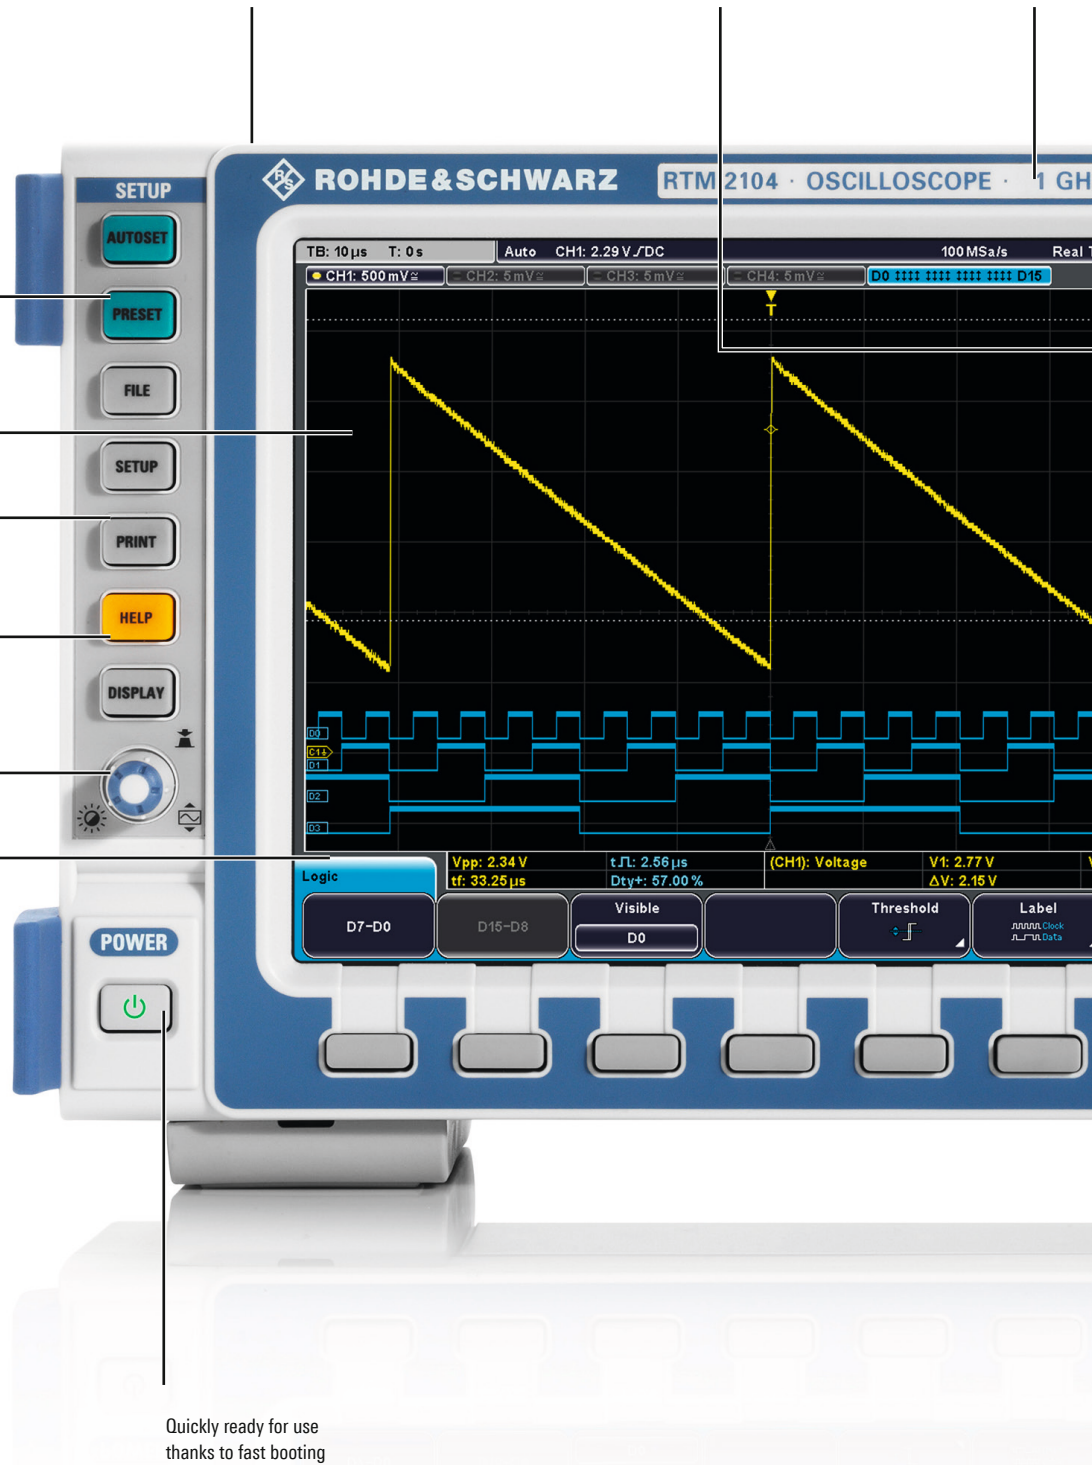 ROHDE&SCHWARZ
RTM 2104 · OSCILLOSCOPE · 1 GH
SETUP
AUTOSET
PRESET
FILE
SETUP
PRINT
HELP
DISPLAY
POWER
TB: 10 µs T: 0 s Auto CH1: 2.29 V / DC 100 MSa/s Real T
CH1: 500 mV≅ CH2: 5 mV≅ CH3: 5 mV≅ CH4: 5 mV≅ D0 D15
T
D0
C1
D1
D2
D3
Logic
Vpp: 2.34 V t: 2.56 µs (CH1): Voltage V1: 2.77 V V
tf: 33.25 µs Dty+: 57.00 % ΔV: 2.15 V
D7-D0 D15-D8 Visible D0 Threshold Label
Clock
Data
Quickly ready for use
thanks to fast booting